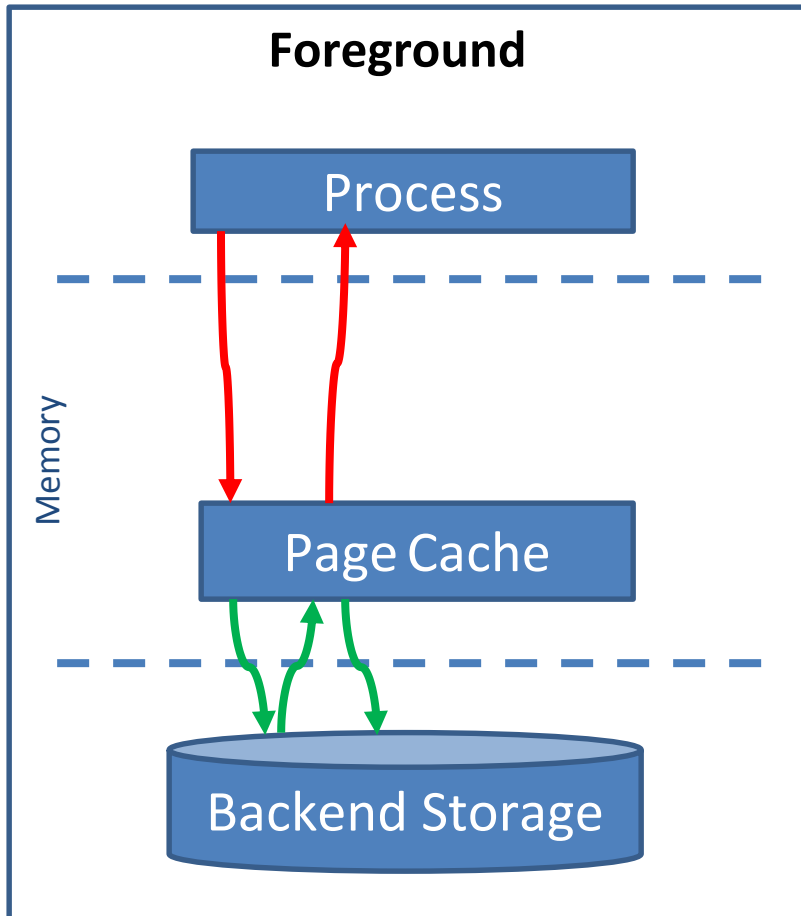 Foreground
Process
Memory
Page Cache
Backend Storage